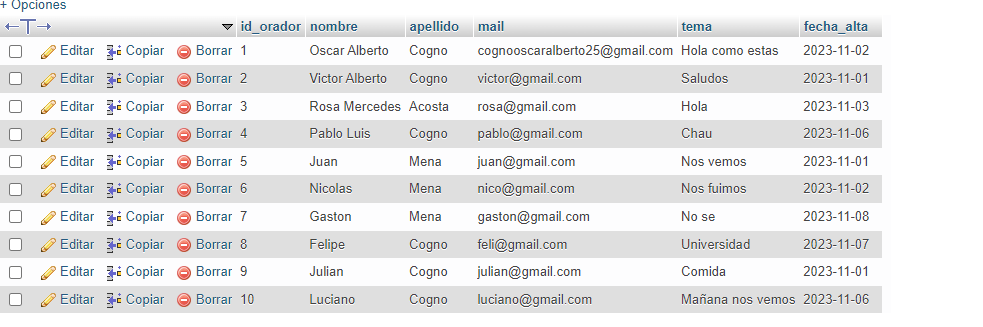 + Opciones
←T→ id_orador nombre apellido mail tema fecha_alta
Editar Copiar Borrar 1 Oscar Alberto Cogno cognooscaralberto25@gmail.com Hola como estas 2023-11-02
Editar Copiar Borrar 2 Victor Alberto Cogno victor@gmail.com Saludos 2023-11-01
Editar Copiar Borrar 3 Rosa Mercedes Acosta rosa@gmail.com Hola 2023-11-03
Editar Copiar Borrar 4 Pablo Luis Cogno pablo@gmail.com Chau 2023-11-06
Editar Copiar Borrar 5 Juan Mena juan@gmail.com Nos vemos 2023-11-01
Editar Copiar Borrar 6 Nicolas Mena nico@gmail.com Nos fuimos 2023-11-02
Editar Copiar Borrar 7 Gaston Mena gaston@gmail.com No se 2023-11-08
Editar Copiar Borrar 8 Felipe Cogno feli@gmail.com Universidad 2023-11-07
Editar Copiar Borrar 9 Julian Cogno julian@gmail.com Comida 2023-11-01
Editar Copiar Borrar 10 Luciano Cogno luciano@gmail.com Mañana nos vemos 2023-11-06